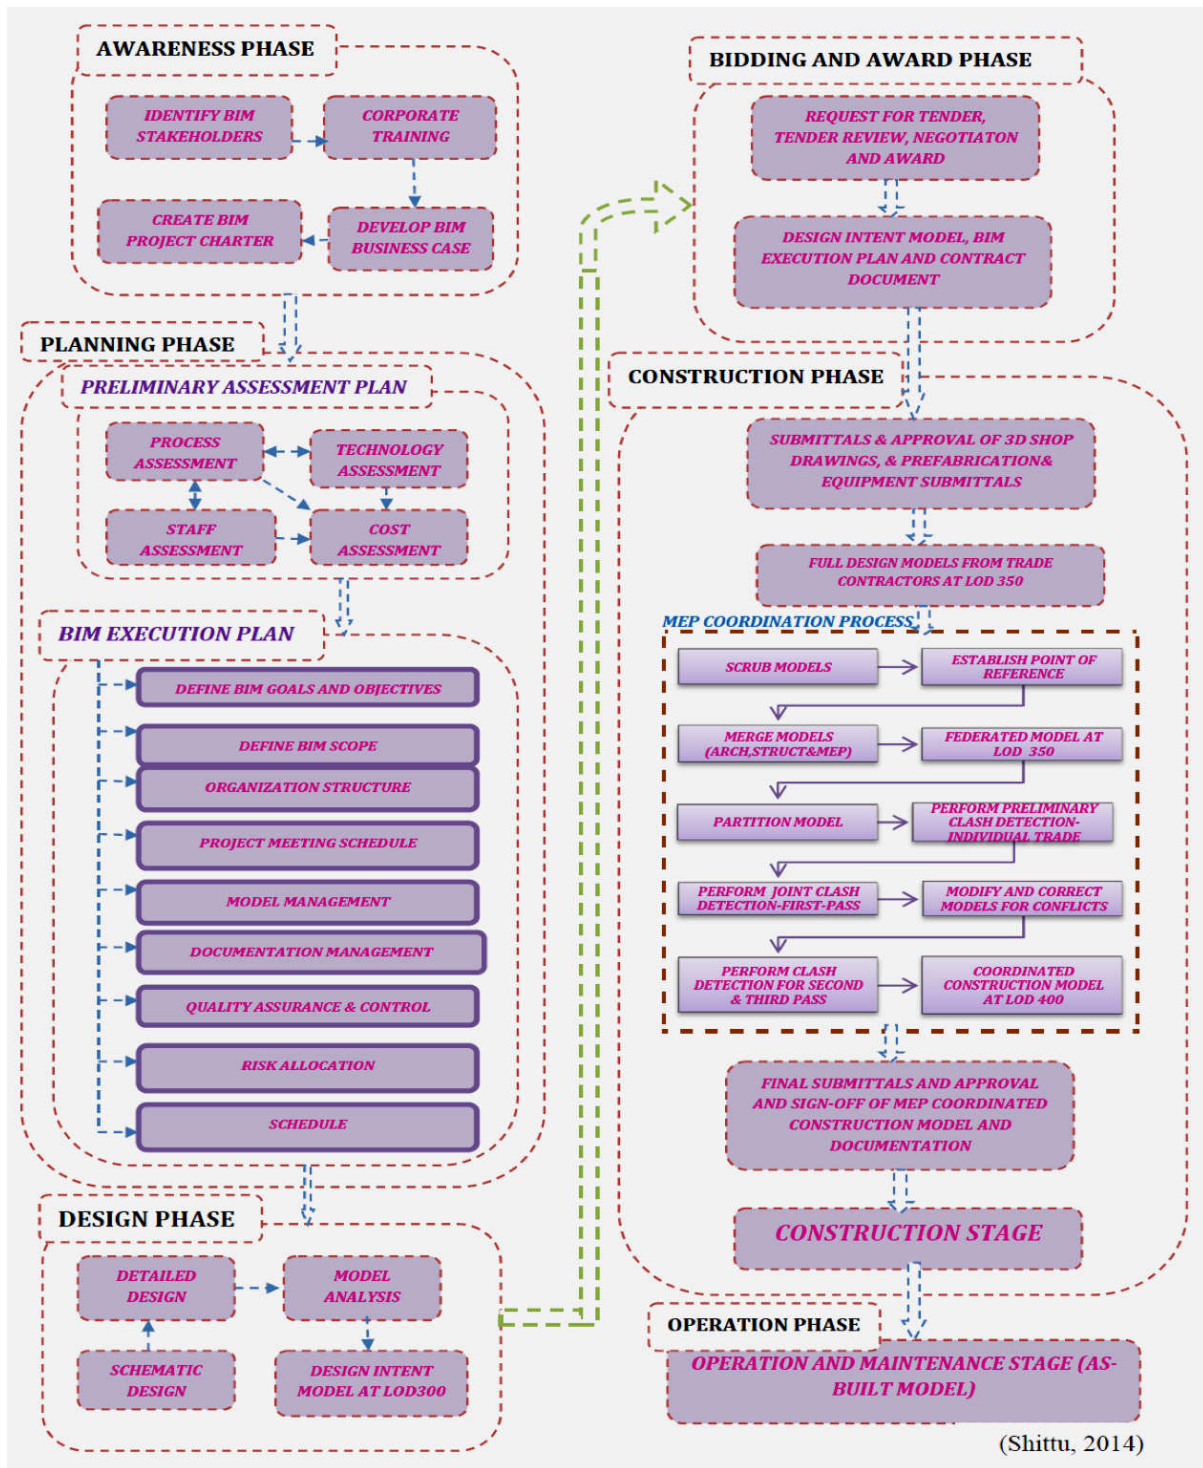 AWARENESS PHASE
IDENTIFY BIM
STAKEHOLDERS
CORPORATE
TRAINING
CREATE BIM
PROJECT CHARTER
DEVELOP BIM
BUSINESS CASE
PLANNING PHASE
PRELIMINARY ASSESSMENT PLAN
PROCESS
ASSESSMENT
TECHNOLOGY
ASSESSMENT
STAFF
ASSESSMENT
COST
ASSESSMENT
BIM EXECUTION PLAN
DEFINE BIM GOALS AND OBJECTIVES
DEFINE BIM SCOPE
ORGANIZATION STRUCTURE
PROJECT MEETING SCHEDULE
MODEL MANAGEMENT
DOCUMENTATION MANAGEMENT
QUALITY ASSURANCE & CONTROL
RISK ALLOCATION
SCHEDULE
DESIGN PHASE
DETAILED
DESIGN
MODEL
ANALYSIS
SCHEMATIC
DESIGN
DESIGN INTENT
MODEL AT LOD300
BIDDING AND AWARD PHASE
REQUEST FOR TENDER,
TENDER REVIEW, NEGOTIATON
AND AWARD
DESIGN INTENT MODEL, BIM
EXECUTION PLAN AND CONTRACT
DOCUMENT
CONSTRUCTION PHASE
SUBMITTALS & APPROVAL OF 3D SHOP
DRAWINGS, & PREFABRICATION&
EQUIPMENT SUBMITTALS
FULL DESIGN MODELS FROM TRADE
CONTRACTORS AT LOD 350
MEP COORDINATION PROCESS
SCRUB MODELS
ESTABLISH POINT OF
REFERENCE
MERGE MODELS
(ARCH,STRUCT&MEP)
FEDERATED MODEL AT
LOD 350
PARTITION MODEL
PERFORM PRELIMINARY
CLASH DETECTION-
INDIVIDUAL TRADE
PERFORM JOINT CLASH
DETECTION-FIRST-PASS
MODIFY AND CORRECT
MODELS FOR CONFLICTS
PERFORM CLASH
DETECTION FOR SECOND
& THIRD PASS
COORDINATED
CONSTRUCTION MODEL
AT LOD 400
FINAL SUBMITTALS AND APPROVAL
AND SIGN-OFF OF MEP COORDINATED
CONSTRUCTION MODEL AND
DOCUMENTATION
CONSTRUCTION STAGE
OPERATION PHASE
OPERATION AND MAINTENANCE STAGE (AS-
BUILT MODEL)
(Shittu, 2014)